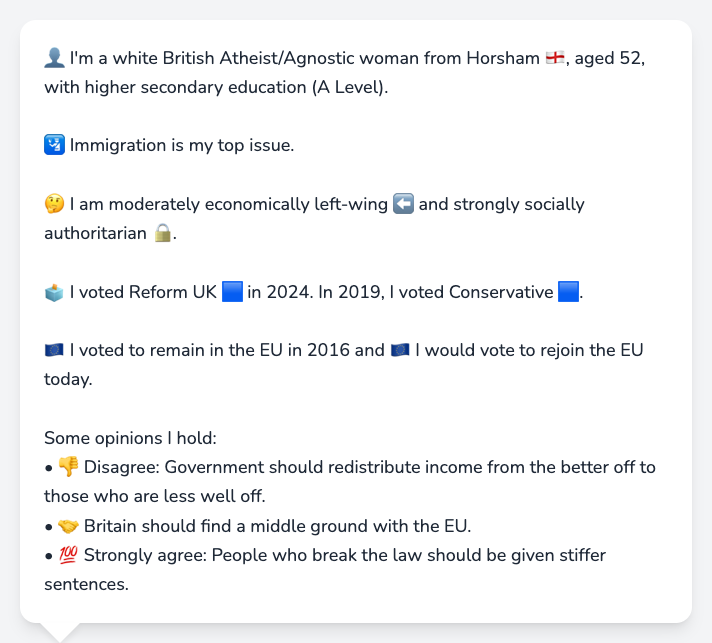 👤 I'm a white British Atheist/Agnostic woman from Horsham 🏴󠁧󠁢󠁥󠁮󠁧󠁿, aged 52,
with higher secondary education (A Level).
🛂 Immigration is my top issue.
🤔 I am moderately economically left-wing ⬅️ and strongly socially
authoritarian 🔒.
🗳️ I voted Reform UK 🟦 in 2024. In 2019, I voted Conservative 🟦.
🇪🇺 I voted to remain in the EU in 2016 and 🇪🇺 I would vote to rejoin the EU
today.
Some opinions I hold:
• 👎 Disagree: Government should redistribute income from the better off to
those who are less well off.
• 🤝 Britain should find a middle ground with the EU.
• 💯 Strongly agree: People who break the law should be given stiffer
sentences.